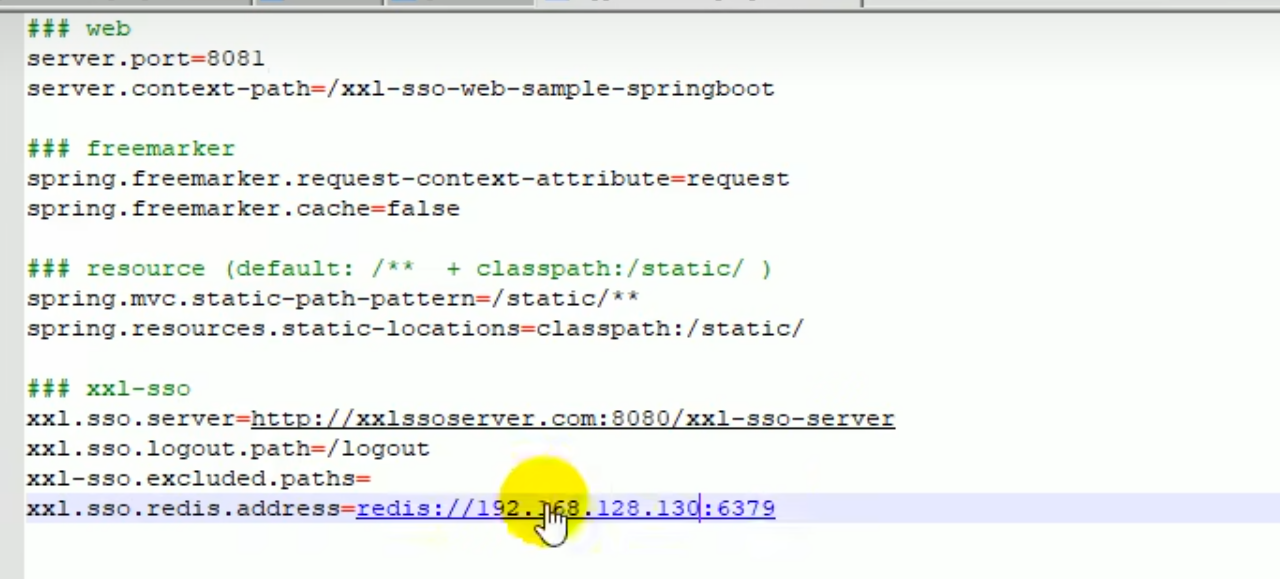 ### web
server.port=8081
server.context-path=/xxl-sso-web-sample-springboot
### freemarker
spring.freemarker.request-context-attribute=request
spring.freemarker.cache=false
### resource (default: /**  + classpath:/static/ )
spring.mvc.static-path-pattern=/static/**
spring.resources.static-locations=classpath:/static/
### xxl-sso
xxl.sso.server=http://xxlssoserver.com:8080/xxl-sso-server
xxl.sso.logout.path=/logout
xxl-sso.excluded.paths=
xxl.sso.redis.address=redis://192.168.128.130:6379